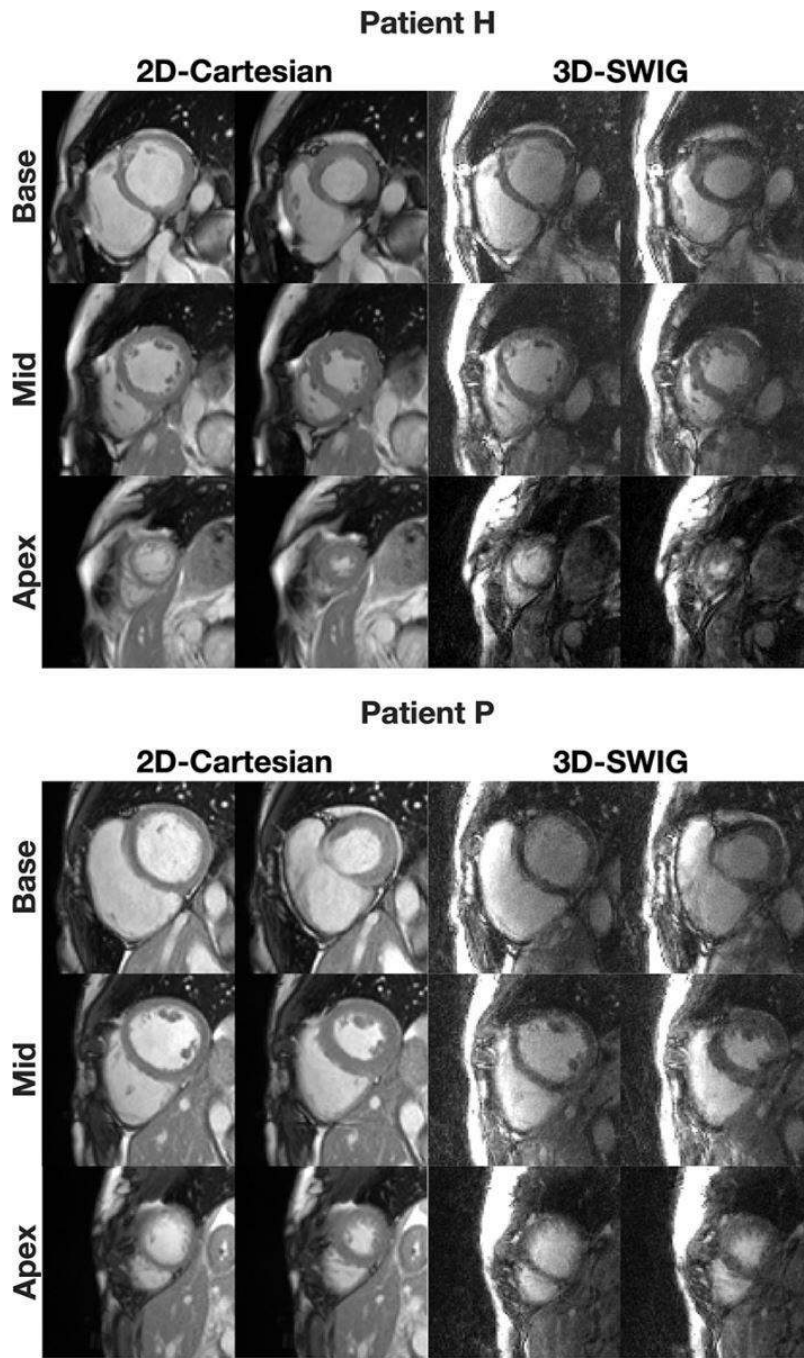 Patient H
2D-Cartesian 3D-SWIG
Base
Mid
Apex
Patient P
2D-Cartesian 3D-SWIG
Base
Mid
Apex